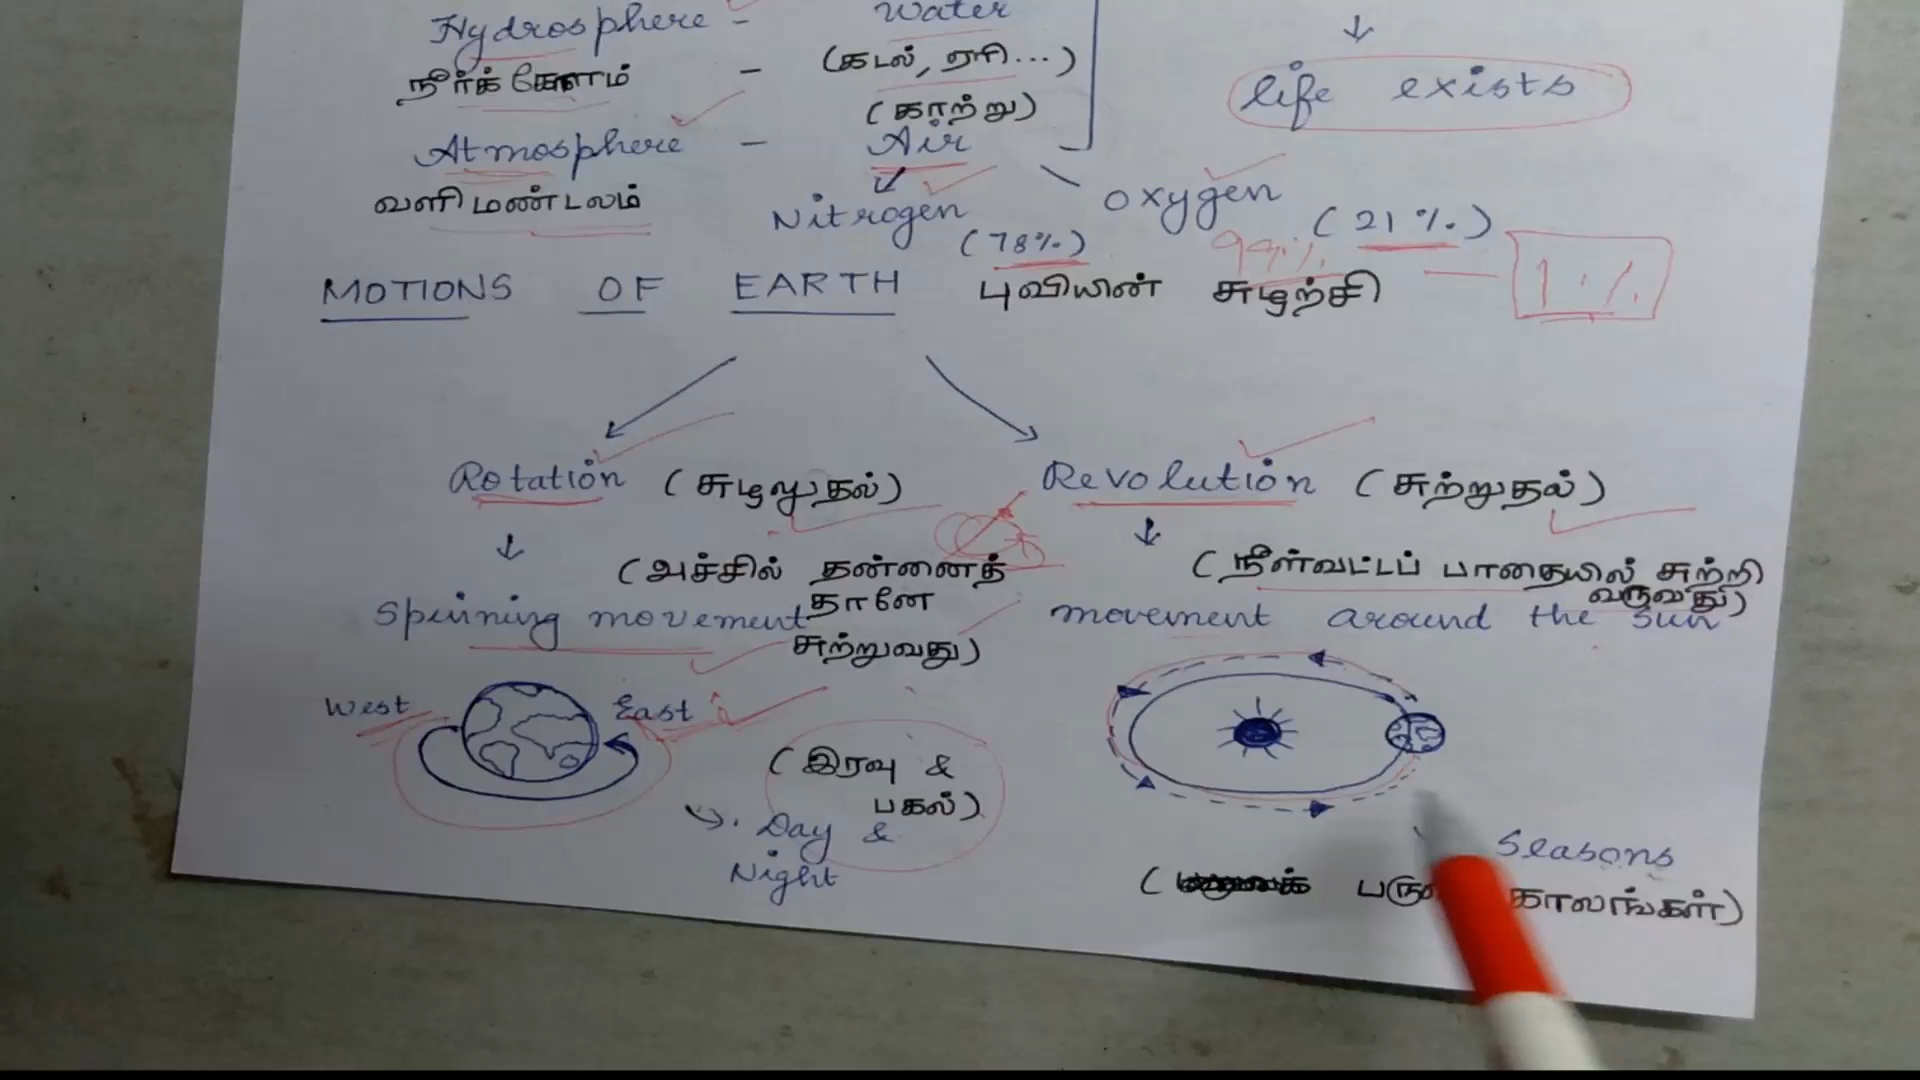 Hydrosphere - Water
நீர்க்கோளம் - (கடல், ஏரி...)
(காற்று)
Atmosphere - Air
வளி மண்டலம்
life exists
Nitrogen (78%)
oxygen (21%)
99% - 1%
MOTIONS OF EARTH புவியின் சுழற்சி
Rotation (சுழலுதல்)
(அச்சில் தன்னைத்
தானே
சுற்றுவது)
Spinning movement
West East
(இரவு &
பகல்)
Day &
Night
Revolution (சுற்றுதல்)
(நீள்வட்டப் பாதையில் சுற்றி
வருவது)
movement around the sun
Seasons
காலங்கள்)